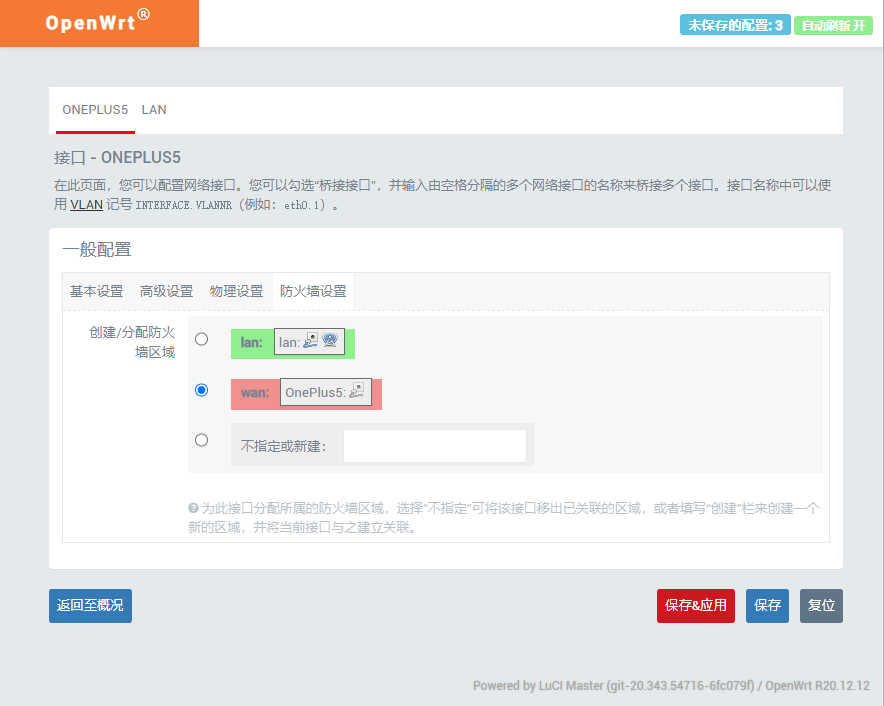 OpenWrt®
未保存的配置: 3
自动刷新 开
ONEPLUS5
LAN
接口 - ONEPLUS5
在此页面，您可以配置网络接口。您可以勾选“桥接接口”，并输入由空格分隔的多个网络接口的名称来桥接多个接口。接口名称中可以使
用 VLAN 记号 INTERFACE.VLANNR（例如：eth0.1）。
一般配置
基本设置
高级设置
物理设置
防火墙设置
创建/分配防火
墙区域
lan:
lan:
wan:
OnePlus5:
不指定或新建：
为此接口分配所属的防火墙区域，选择“不指定”可将该接口移出已关联的区域，或者填写“创建”栏来创建一个
新的区域，并将当前接口与之建立关联。
返回至概况
保存&应用
保存
复位
Powered by LuCI Master (git-20.343.54716-6fc079f) / OpenWrt R20.12.12